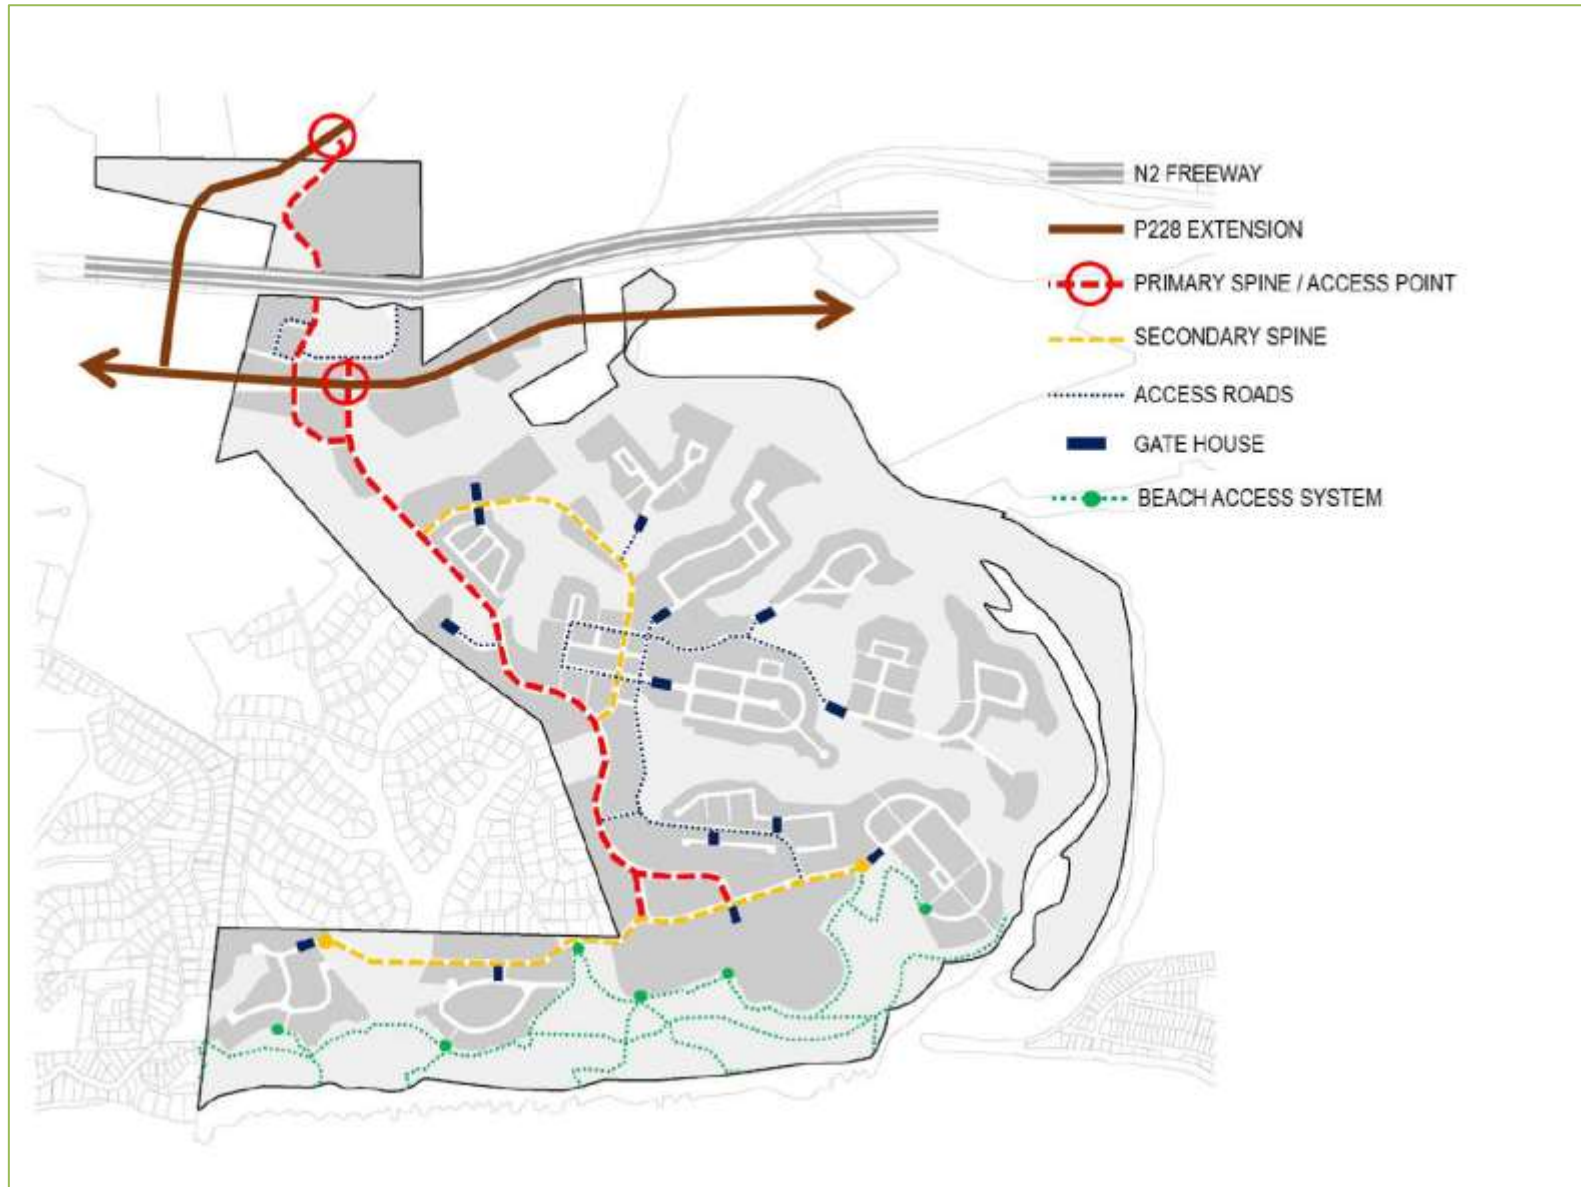 N2 FREEWAY
P228 EXTENSION
PRIMARY SPINE / ACCESS POINT
SECONDARY SPINE
ACCESS ROADS
GATE HOUSE
BEACH ACCESS SYSTEM